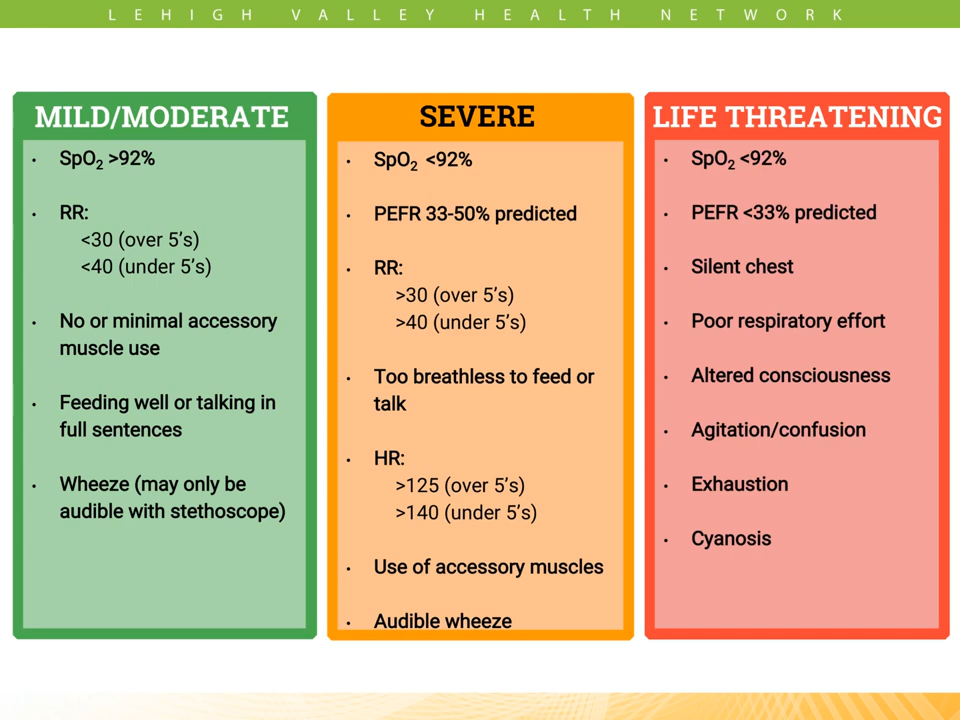 LEHIGH VALLEY HEALTH NETWORK
MILD/MODERATE
• SpO₂ >92%
• RR:
<30 (over 5’s)
<40 (under 5’s)
• No or minimal accessory
muscle use
• Feeding well or talking in
full sentences
• Wheeze (may only be
audible with stethoscope)
SEVERE
• SpO₂ <92%
• PEFR 33-50% predicted
• RR:
>30 (over 5’s)
>40 (under 5’s)
• Too breathless to feed or
talk
• HR:
>125 (over 5’s)
>140 (under 5’s)
• Use of accessory muscles
• Audible wheeze
LIFE THREATENING
• SpO₂ <92%
• PEFR <33% predicted
• Silent chest
• Poor respiratory effort
• Altered consciousness
• Agitation/confusion
• Exhaustion
• Cyanosis